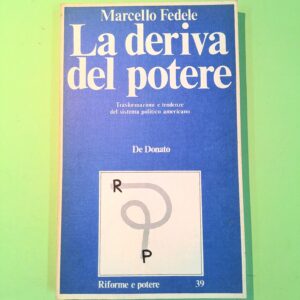 Marcello Fedele
La deriva
del potere
Trasformazione e tendenze
del sistema politico americano
De Donato
R
P
Riforme e potere 39